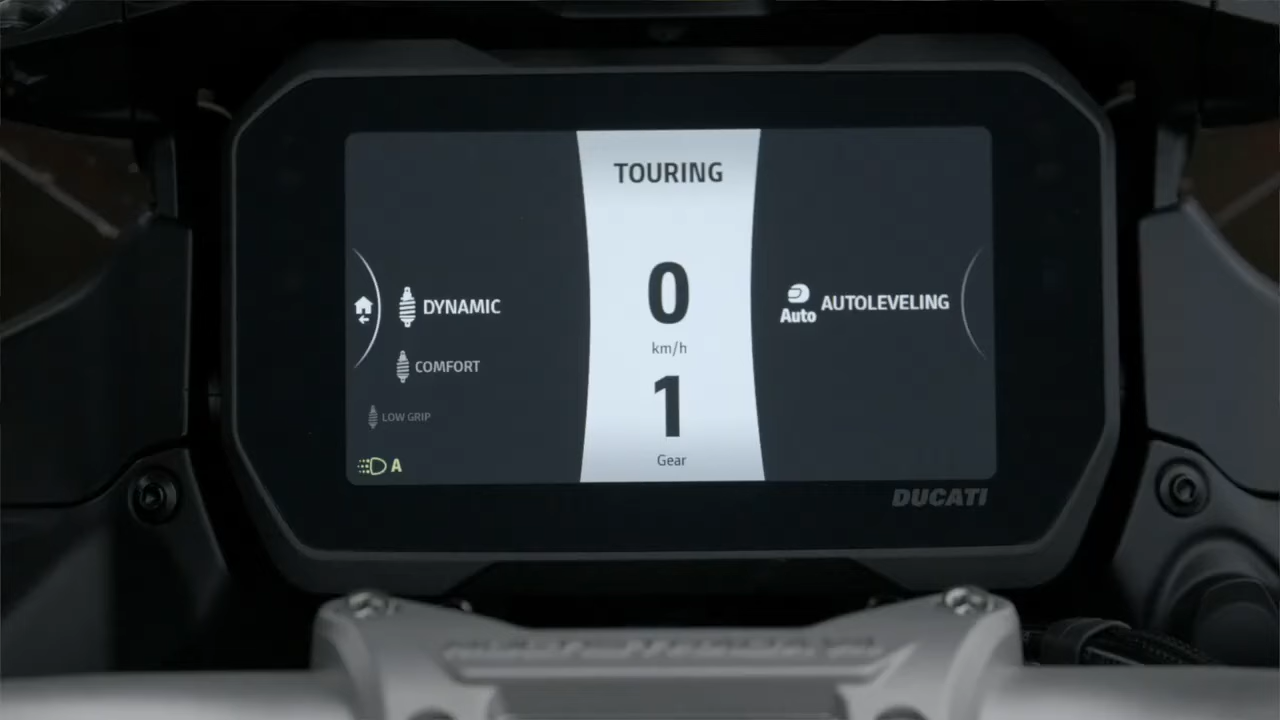 TOURING
0
km/h
1
Gear
DYNAMIC
COMFORT
LOW GRIP
A
Auto AUTOLEVELING
DUCATI